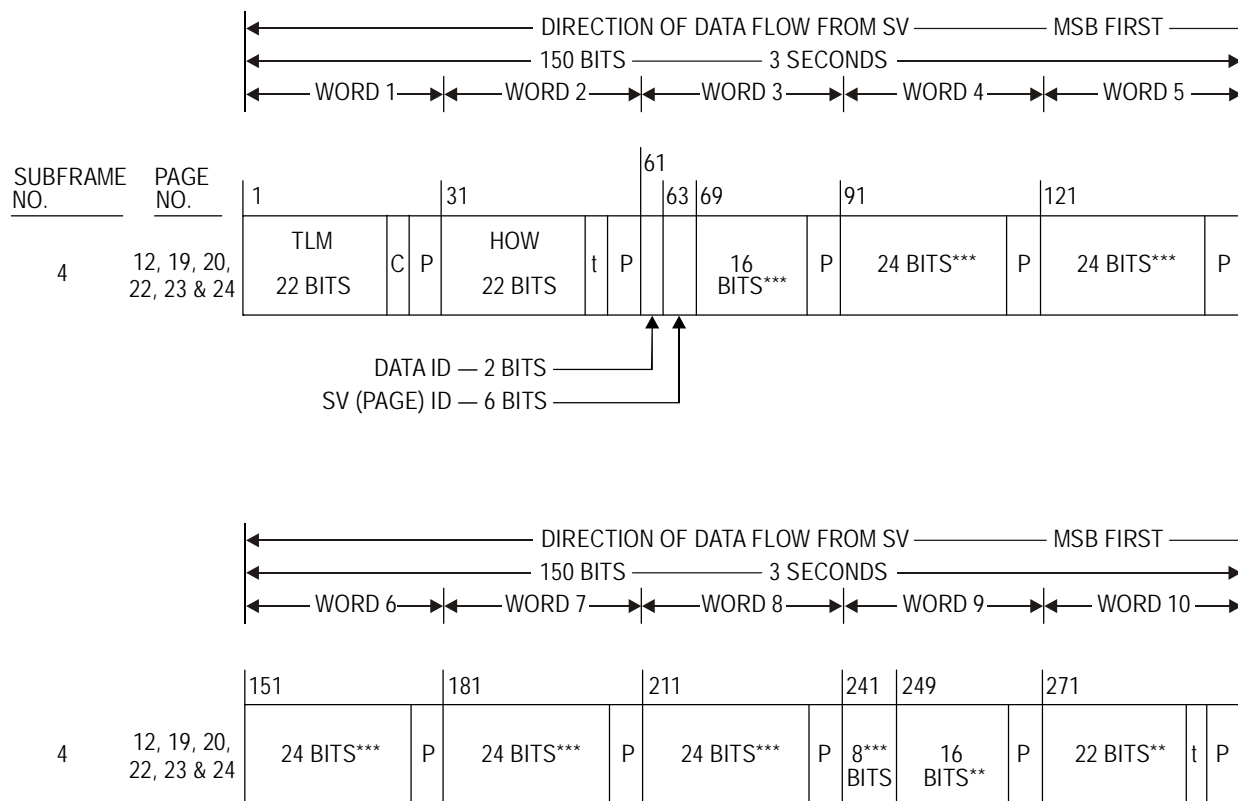 DIRECTION OF DATA FLOW FROM SV MSB FIRST
150 BITS 3 SECONDS
WORD 1 WORD 2 WORD 3 WORD 4 WORD 5
SUBFRAME NO. PAGE NO.
1 31 61 63 69 91 121
4 12, 19, 20, 22, 23 & 24
TLM 22 BITS C P HOW 22 BITS t P 16 BITS*** P 24 BITS*** P 24 BITS*** P
DATA ID — 2 BITS
SV (PAGE) ID — 6 BITS
DIRECTION OF DATA FLOW FROM SV MSB FIRST
150 BITS 3 SECONDS
WORD 6 WORD 7 WORD 8 WORD 9 WORD 10
151 181 211 241 249 271
4 12, 19, 20, 22, 23 & 24
24 BITS*** P 24 BITS*** P 24 BITS*** P 8*** BITS 16 BITS** P 22 BITS** t P